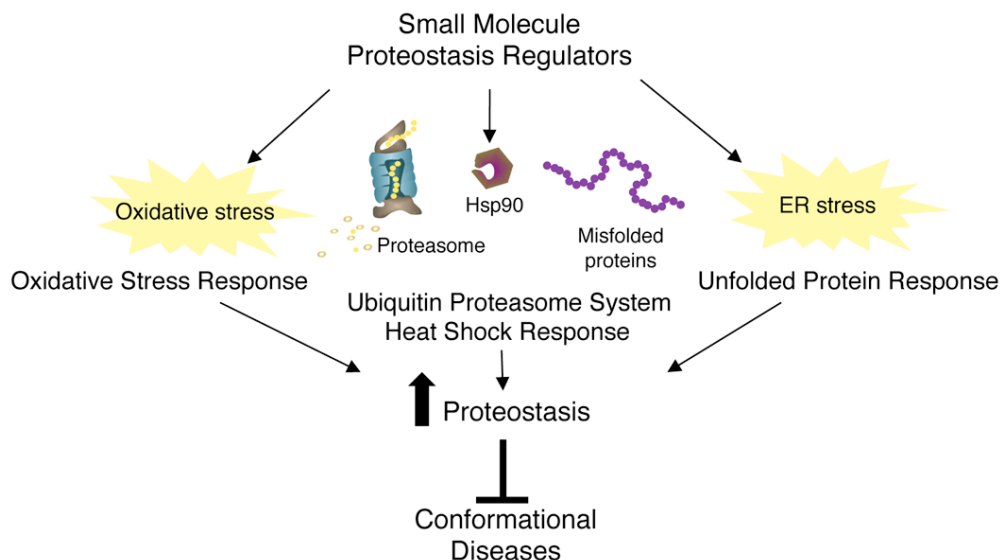 Small Molecule
Proteostasis Regulators
Oxidative stress
Proteasome
Hsp90
Misfolded
proteins
ER stress
Oxidative Stress Response
Ubiquitin Proteasome System
Heat Shock Response
Unfolded Protein Response
Proteostasis
Conformational
Diseases